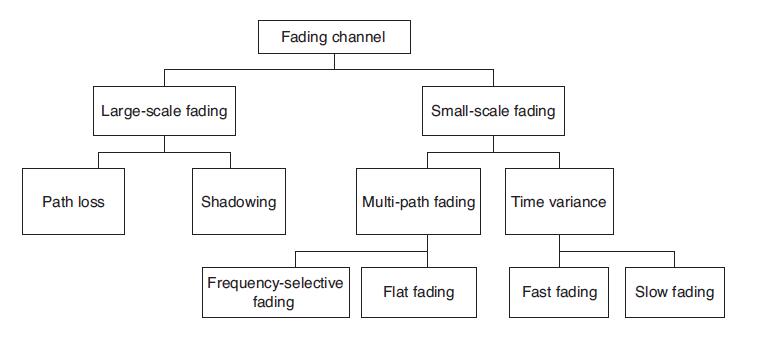 Fading channel
Large-scale fading
Small-scale fading
Path loss
Shadowing
Multi-path fading
Time variance
Frequency-selective
fading
Flat fading
Fast fading
Slow fading